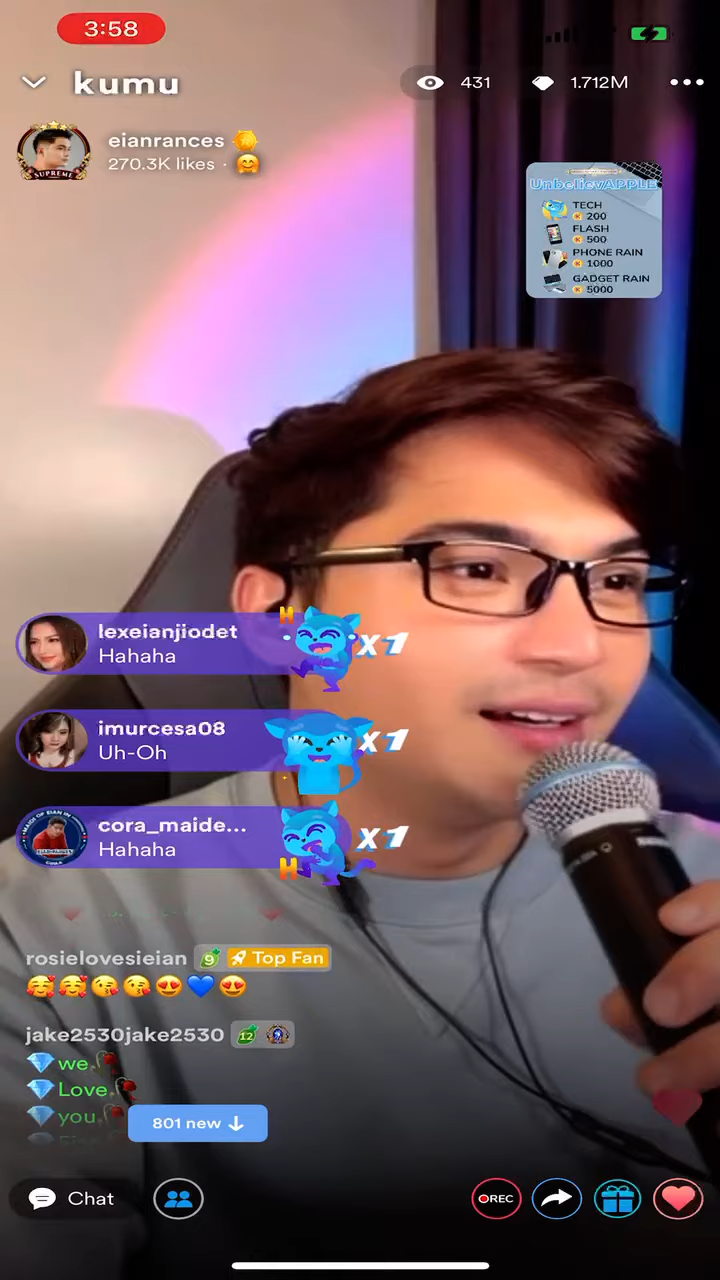 3:58
kumu
431
1.712M
eianrances
270.3K likes ·
SUPREME
UnbelievAPPLE
TECH
200
FLASH
500
PHONE RAIN
1000
GADGET RAIN
5000
lexeianjiodet
Hahaha
H
X1
imurcesa08
Uh-Oh
X1
cora_maide...
Hahaha
H
X1
rosielovesieian 9 Top Fan
🥰🥰😘😘😍💙😍
jake2530jake2530 12
💎we🥀
💎Love🥀
💎you🥀
801 new ↓
Chat
REC